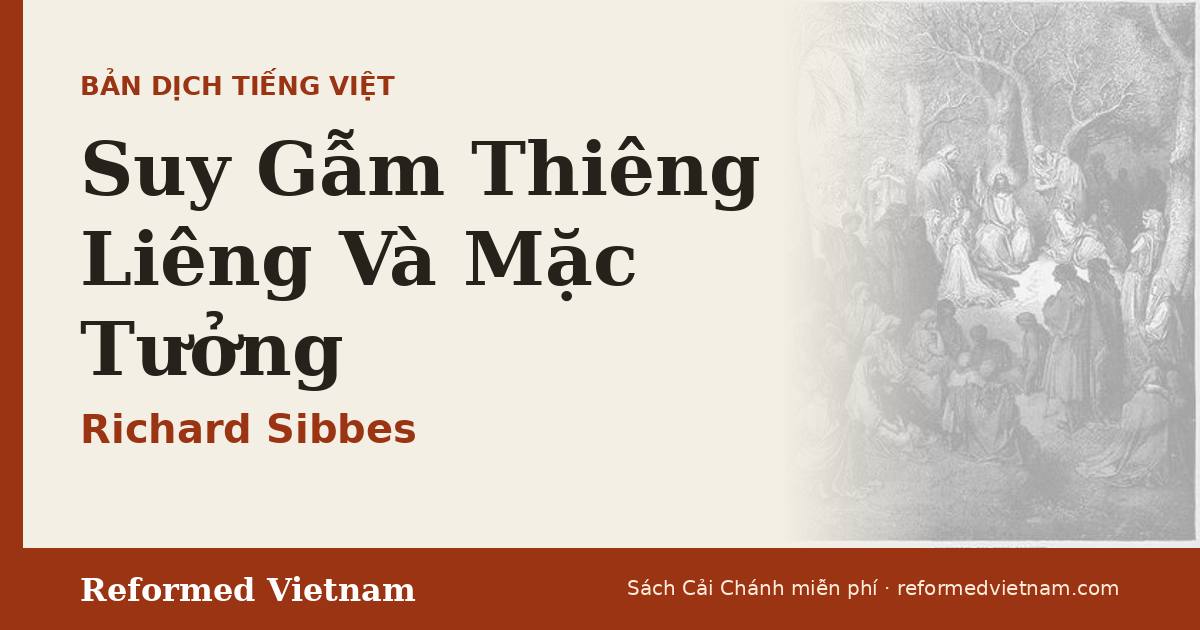 BẢN DỊCH TIẾNG VIỆT
Suy Gẫm Thiêng
Liêng Và Mặc
Tưởng
Richard Sibbes
Reformed Vietnam
Sách Cải Chánh miễn phí · reformedvietnam.com